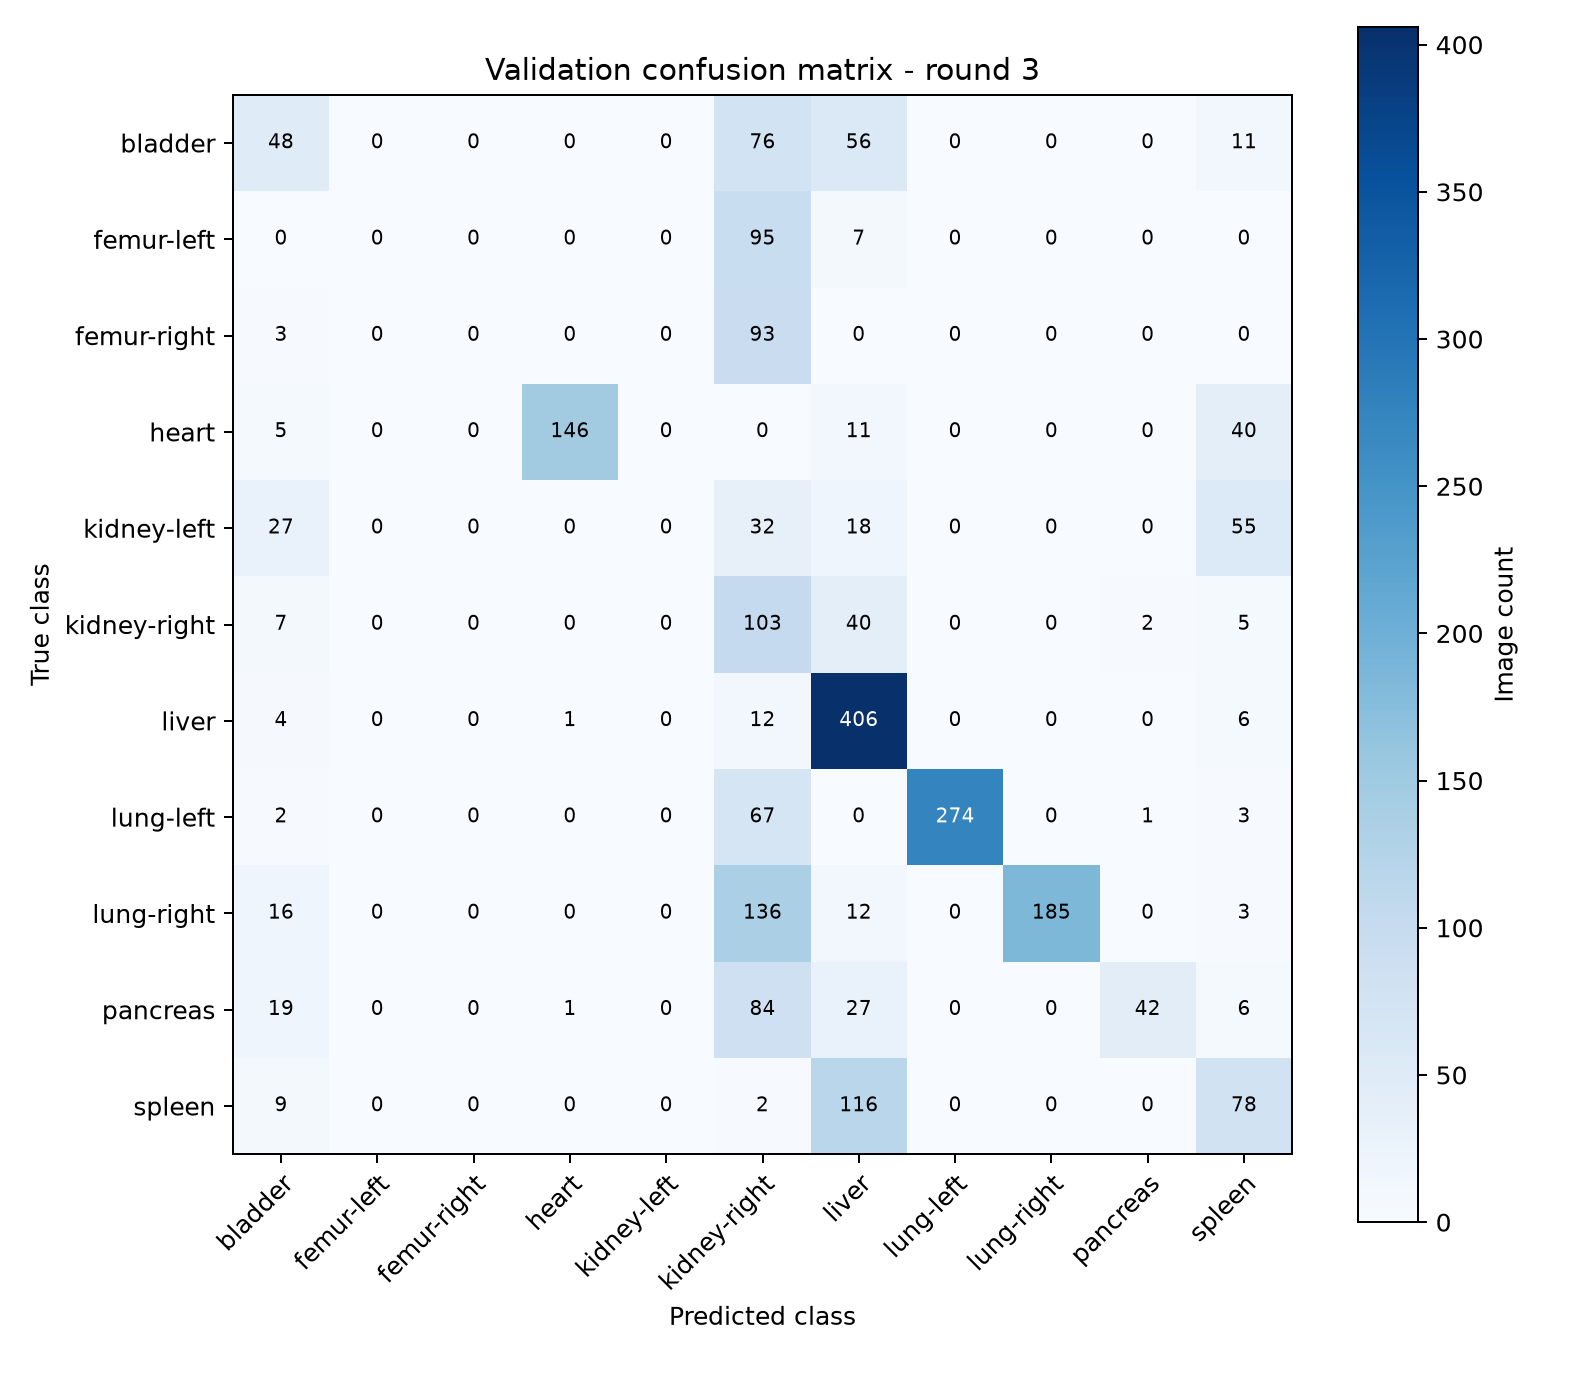 Validation confusion matrix - round 3
bladder 48 0 0 0 0 76 56 0 0 0 11
femur-left 0 0 0 0 0 95 7 0 0 0 0
femur-right 3 0 0 0 0 93 0 0 0 0 0
heart 5 0 0 146 0 0 11 0 0 0 40
kidney-left 27 0 0 0 0 32 18 0 0 0 55
kidney-right 7 0 0 0 0 103 40 0 0 2 5
liver 4 0 0 1 0 12 406 0 0 0 6
lung-left 2 0 0 0 0 67 0 274 0 1 3
lung-right 16 0 0 0 0 136 12 0 185 0 3
pancreas 19 0 0 1 0 84 27 0 0 42 6
spleen 9 0 0 0 0 2 116 0 0 0 78
bladder femur-left femur-right heart kidney-left kidney-right liver lung-left lung-right pancreas spleen
Predicted class
True class
400
350
300
250
200
150
100
50
0
Image count